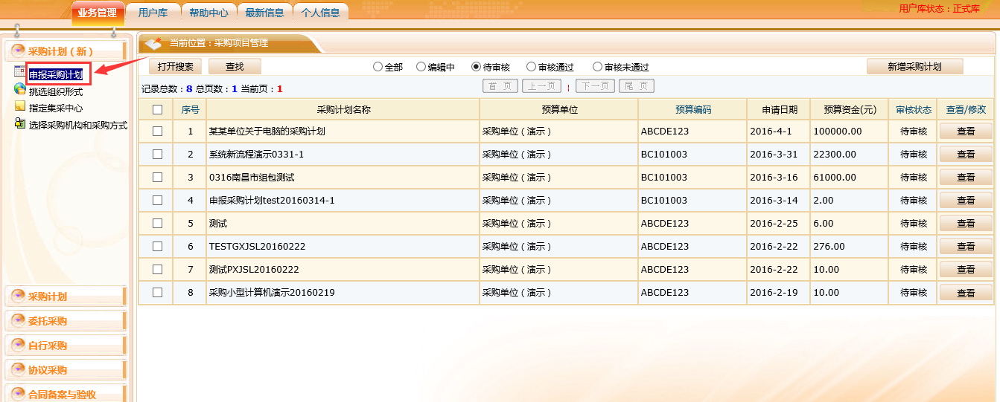 业务管理 用户库 帮助中心 最新信息 个人信息 用户库状态：正式库
采购计划（新）
申报采购计划
挑选组织形式
指定集采中心
选择采购机构和采购方式
采购计划
委托采购
自行采购
协议采购
合同备案与验收
当前位置：采购项目管理
打开搜索 查找 全部 编辑中 待审核 审核通过 审核未通过 新增采购计划
记录总数：8 总页数：1 当前页：1 首 页 上一页 | 下一页 尾 页
序号 采购计划名称 预算单位 预算编码 申请日期 预算资金(元) 审核状态 查看/修改
1 某某单位关于电脑的采购计划 采购单位（演示） ABCDE123 2016-4-1 100000.00 待审核 查看
2 系统新流程演示0331-1 采购单位（演示） BC101003 2016-3-31 22300.00 待审核 查看
3 0316南昌市组包测试 采购单位（演示） BC101003 2016-3-16 61000.00 待审核 查看
4 申报采购计划test20160314-1 采购单位（演示） BC101003 2016-3-14 2.00 待审核 查看
5 测试 采购单位（演示） ABCDE123 2016-2-25 6.00 待审核 查看
6 TESTGXJSL20160222 采购单位（演示） ABCDE123 2016-2-22 276.00 待审核 查看
7 测试PXJSL20160222 采购单位（演示） ABCDE123 2016-2-22 10.00 待审核 查看
8 采购小型计算机演示20160219 采购单位（演示） ABCDE123 2016-2-19 10.00 待审核 查看